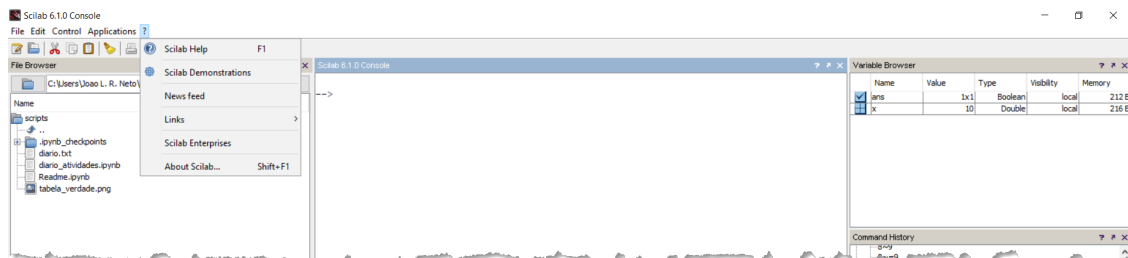 Scilab 6.1.0 Console
File Edit Control Applications ?
File Browser
C:\Users\Joao L. R. Neto\
Name
scripts
..
.ipynb_checkpoints
diario.txt
diario_atividades.ipynb
Readme.ipynb
tabela_verdade.png
Scilab Help F1
Scilab Demonstrations
News feed
Links
Scilab Enterprises
About Scilab... Shift+F1
Scilab 6.1.0 Console
-->
Variable Browser
Name Value Type Visibility Memory
ans 1x1 Boolean local 212 B
x 10 Double local 216 B
Command History